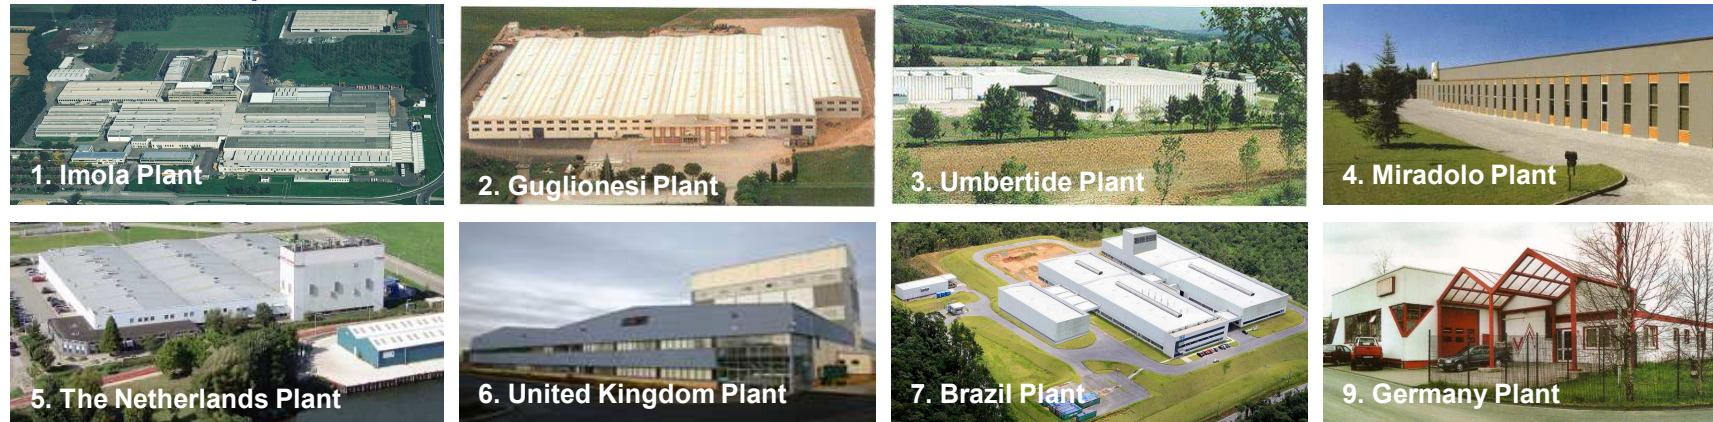 1. Imola Plant
2. Guglionesi Plant
3. Umbertide Plant
4. Miradolo Plant
5. The Netherlands Plant
6. United Kingdom Plant
7. Brazil Plant
9. Germany Plant